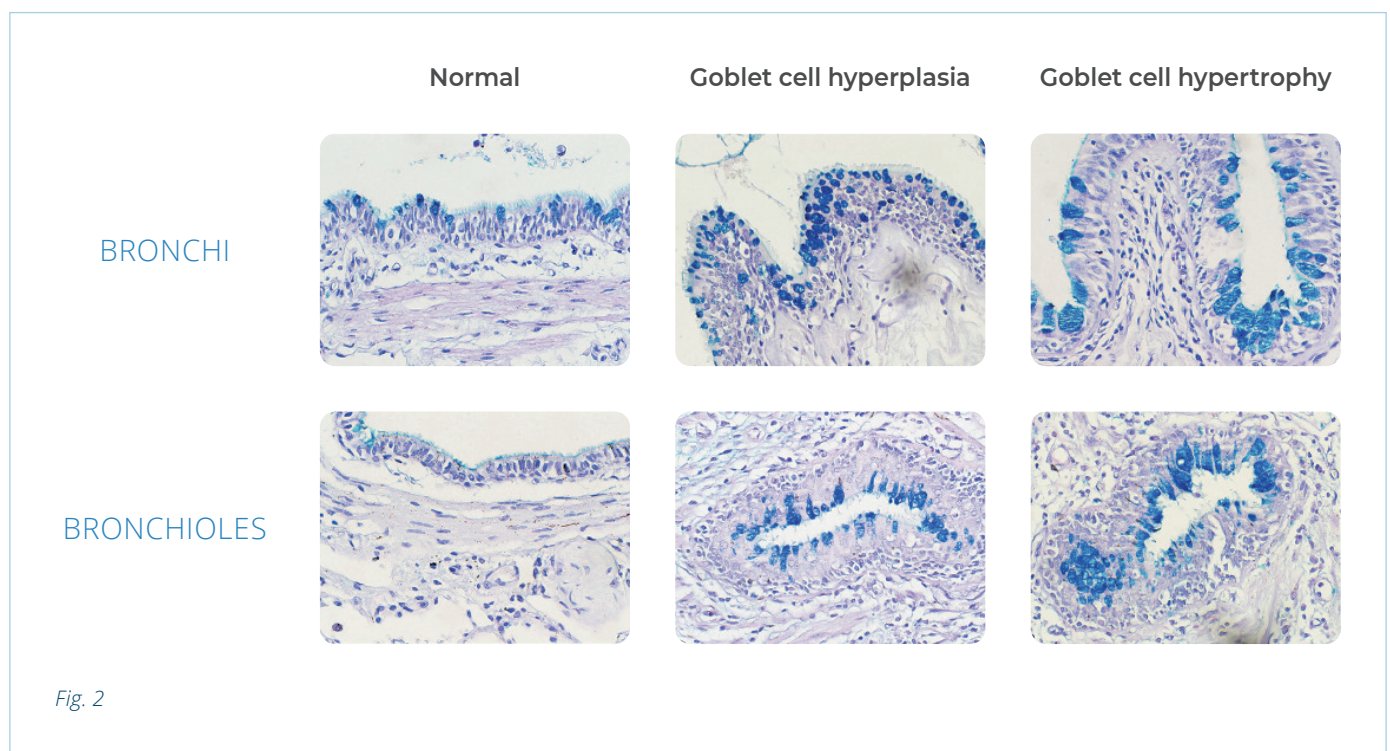 Normal
Goblet cell hyperplasia
Goblet cell hypertrophy
BRONCHI
BRONCHIOLES
Fig. 2